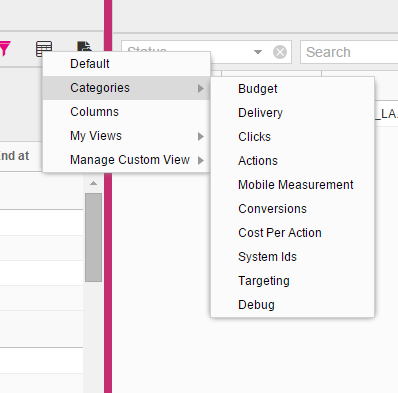 Status
Search
Default
Categories
Columns
My Views
Manage Custom View
End at
_LA.
Budget
Delivery
Clicks
Actions
Mobile Measurement
Conversions
Cost Per Action
System Ids
Targeting
Debug